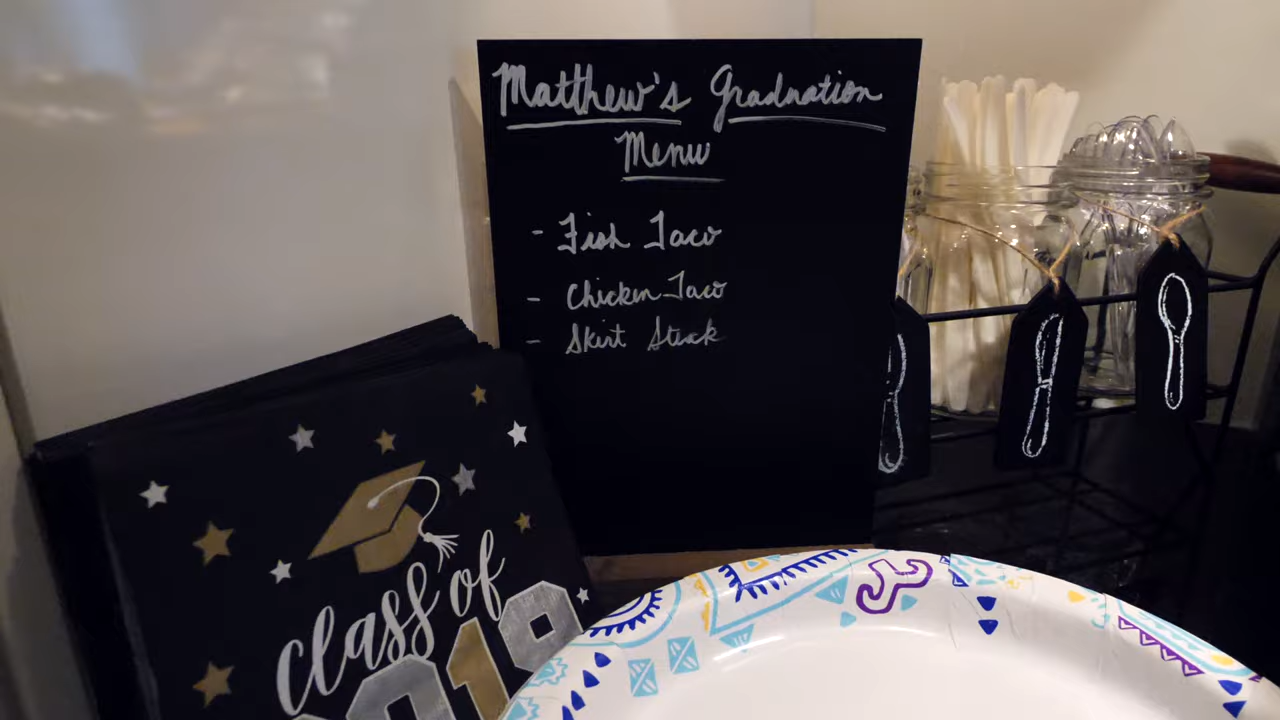 Matthew's Graduation
Menu
- Fish Taco
- Chicken Taco
- Skirt Steak
class of